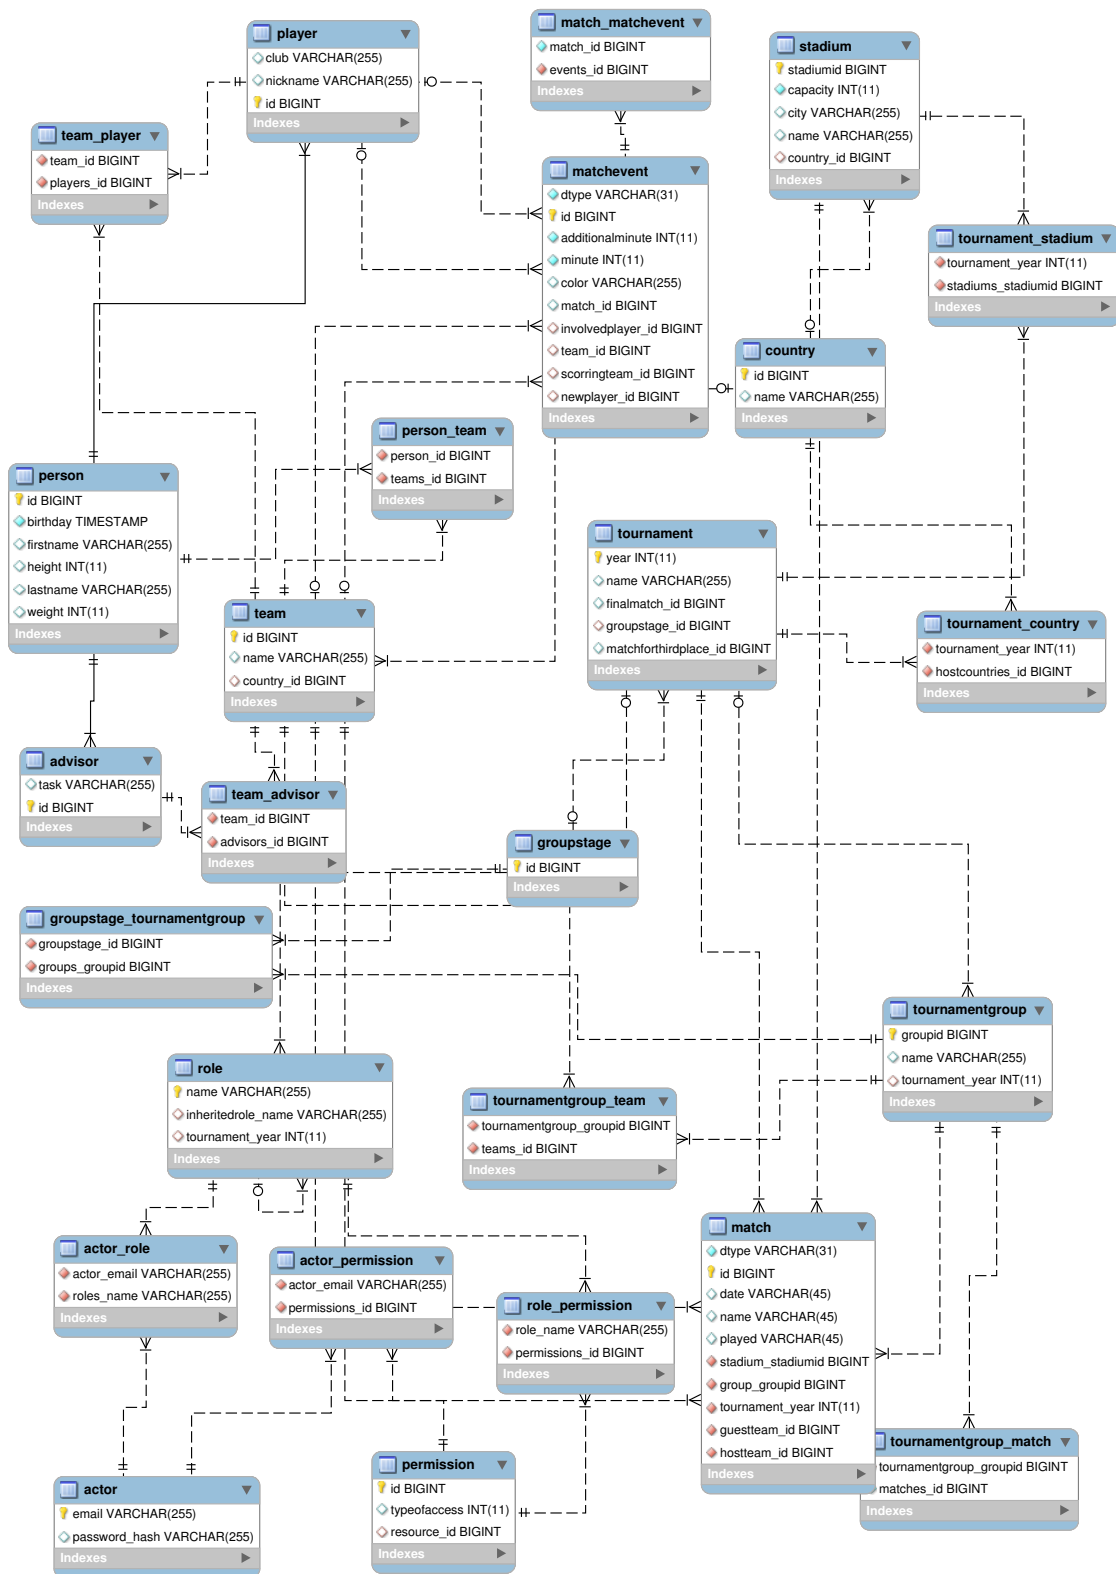 player
club VARCHAR(255)
nickname VARCHAR(255)
id BIGINT
Indexes
match_matchevent
match_id BIGINT
events_id BIGINT
Indexes
stadium
stadiumid BIGINT
capacity INT(11)
city VARCHAR(255)
name VARCHAR(255)
country_id BIGINT
Indexes
team_player
team_id BIGINT
players_id BIGINT
Indexes
matchevent
dtype VARCHAR(31)
id BIGINT
additionalminute INT(11)
minute INT(11)
color VARCHAR(255)
match_id BIGINT
involvedplayer_id BIGINT
team_id BIGINT
scorringteam_id BIGINT
newplayer_id BIGINT
Indexes
tournament_stadium
tournament_year INT(11)
stadiums_stadiumid BIGINT
Indexes
country
id BIGINT
name VARCHAR(255)
Indexes
person_team
person_id BIGINT
teams_id BIGINT
Indexes
person
id BIGINT
birthday TIMESTAMP
firstname VARCHAR(255)
height INT(11)
lastname VARCHAR(255)
weight INT(11)
Indexes
tournament
year INT(11)
name VARCHAR(255)
finalmatch_id BIGINT
groupstage_id BIGINT
matchforthirdplace_id BIGINT
Indexes
team
id BIGINT
name VARCHAR(255)
country_id BIGINT
Indexes
tournament_country
tournament_year INT(11)
hostcountries_id BIGINT
Indexes
advisor
task VARCHAR(255)
id BIGINT
Indexes
team_advisor
team_id BIGINT
advisors_id BIGINT
Indexes
groupstage
id BIGINT
Indexes
groupstage_tournamentgroup
groupstage_id BIGINT
groups_groupid BIGINT
Indexes
tournamentgroup
groupid BIGINT
name VARCHAR(255)
tournament_year INT(11)
Indexes
role
name VARCHAR(255)
inheritedrole_name VARCHAR(255)
tournament_year INT(11)
Indexes
tournamentgroup_team
tournamentgroup_groupid BIGINT
teams_id BIGINT
Indexes
match
dtype VARCHAR(31)
id BIGINT
date VARCHAR(45)
name VARCHAR(45)
played VARCHAR(45)
stadium_stadiumid BIGINT
group_groupid BIGINT
tournament_year INT(11)
guestteam_id BIGINT
hostteam_id BIGINT
Indexes
actor_role
actor_email VARCHAR(255)
roles_name VARCHAR(255)
Indexes
actor_permission
actor_email VARCHAR(255)
permissions_id BIGINT
Indexes
role_permission
role_name VARCHAR(255)
permissions_id BIGINT
Indexes
tournamentgroup_match
tournamentgroup_groupid BIGINT
matches_id BIGINT
Indexes
permission
id BIGINT
typeofaccess INT(11)
resource_id BIGINT
Indexes
actor
email VARCHAR(255)
password_hash VARCHAR(255)
Indexes